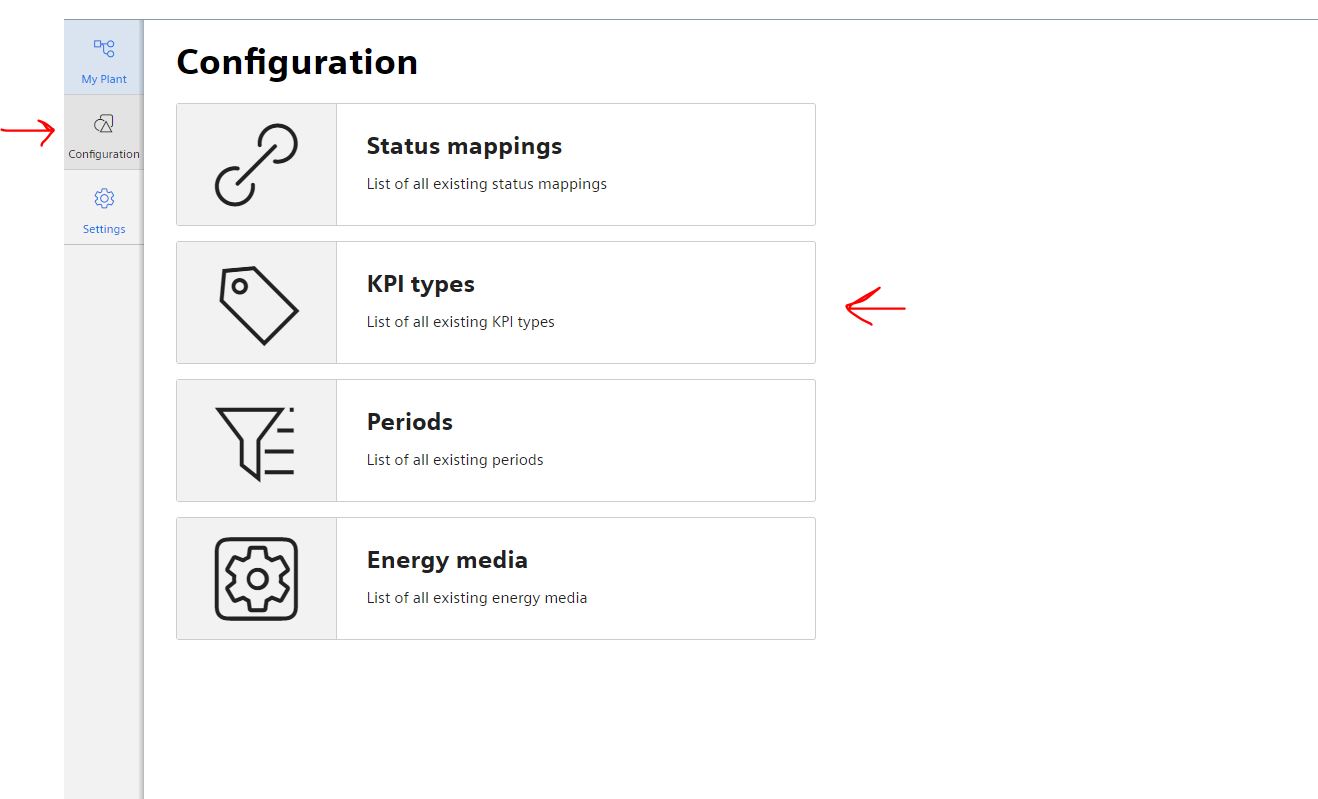 My Plant
Configuration
Settings
Configuration
Status mappings
List of all existing status mappings
KPI types
List of all existing KPI types
Periods
List of all existing periods
Energy media
List of all existing energy media